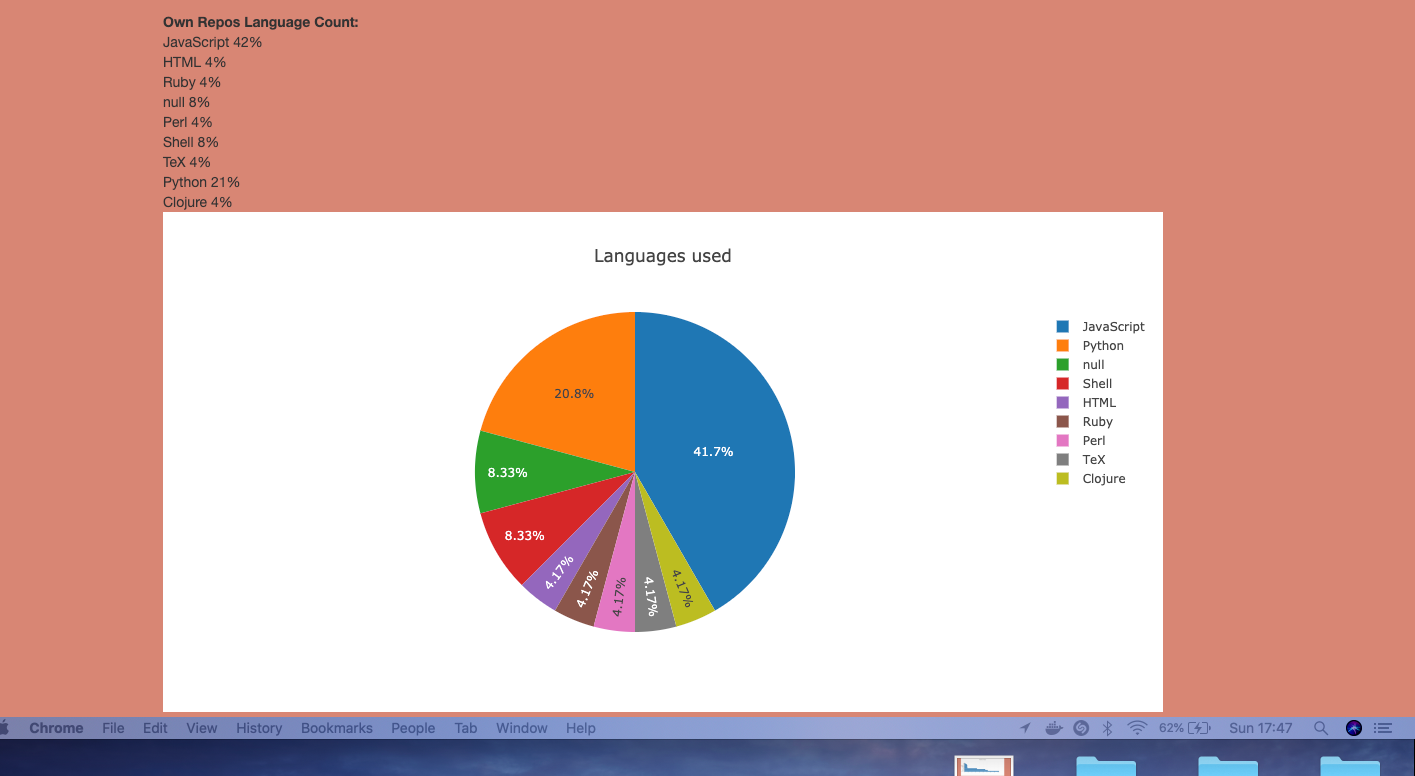 Own Repos Language Count:
JavaScript 42%
HTML 4%
Ruby 4%
null 8%
Perl 4%
Shell 8%
TeX 4%
Python 21%
Clojure 4%
Languages used
JavaScript
Python
null
Shell
HTML
Ruby
Perl
TeX
Clojure
20.8%
41.7%
8.33%
8.33%
4.17%
4.17%
4.17%
4.17%
4.17%
Chrome File Edit View History Bookmarks People Tab Window Help 62% Sun 17:47